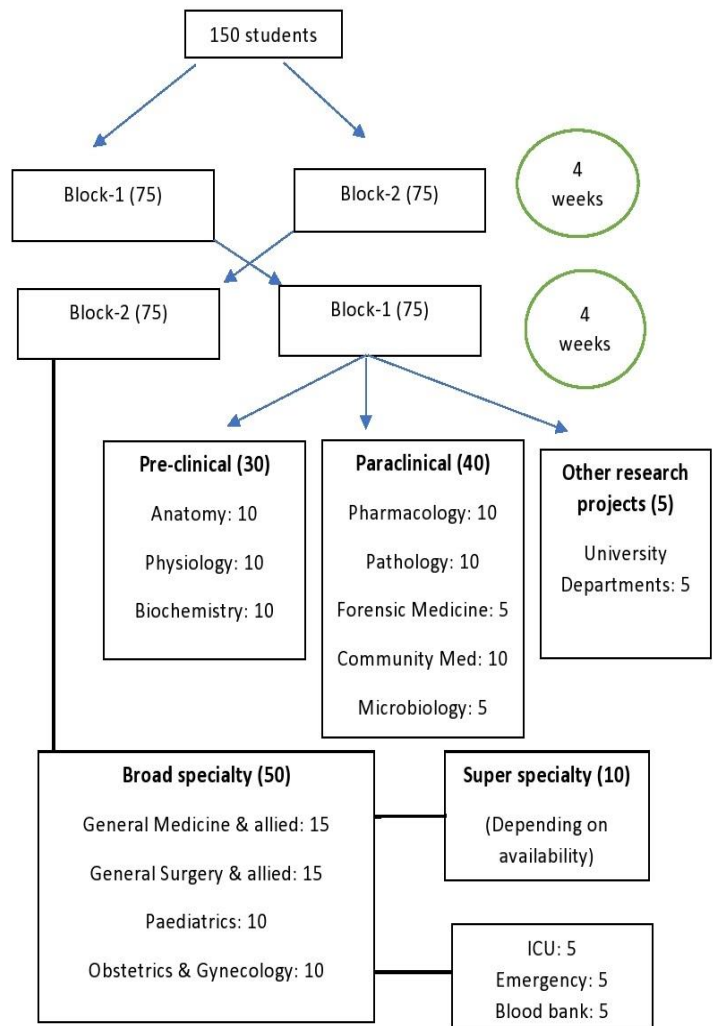 150 students
Block-1 (75)
Block-2 (75)
4
weeks
Block-2 (75)
Block-1 (75)
4
weeks
Pre-clinical (30)
Anatomy: 10
Physiology: 10
Biochemistry: 10
Paraclinical (40)
Pharmacology: 10
Pathology: 10
Forensic Medicine: 5
Community Med: 10
Microbiology: 5
Other research
projects (5)
University
Departments: 5
Broad specialty (50)
General Medicine & allied: 15
General Surgery & allied: 15
Paediatrics: 10
Obstetrics & Gynecology: 10
Super specialty (10)
(Depending on
availability)
ICU: 5
Emergency: 5
Blood bank: 5